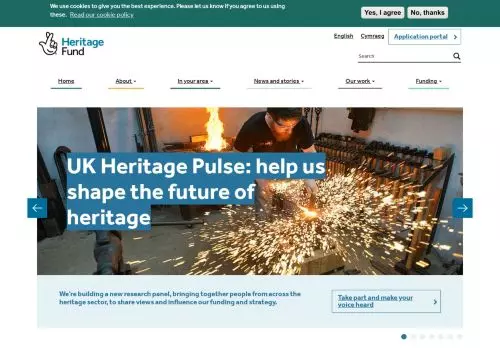 We use cookies to give you the best experience. Please let us know if you agree to us using
these. Read our cookie policy
Yes, I agree
No, thanks
Heritage
Fund
English
Cymraeg
Application portal
Search
Home
About
In your area
News and stories
Our work
Funding
UK Heritage Pulse: help us
shape the future of
heritage
We're building a new research panel, bringing together people from across the
heritage sector, to share views and influence our funding and strategy.
Take part and make your
voice heard